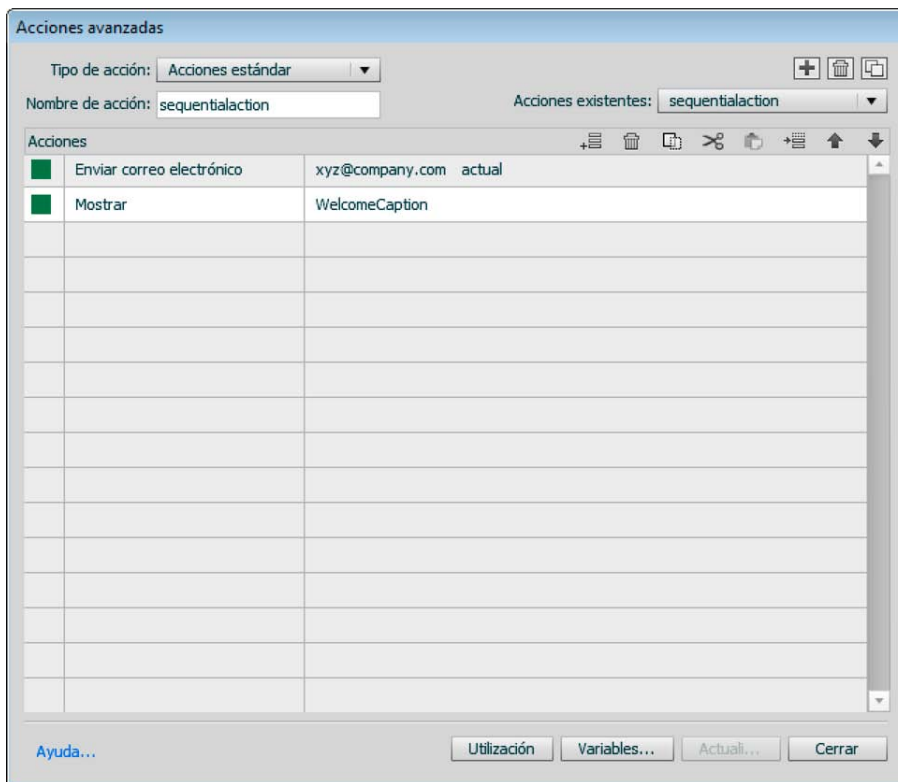 Acciones avanzadas
Tipo de acción: Acciones estándar
Nombre de acción: sequentialaction
Acciones existentes: sequentialaction
Acciones
Enviar correo electrónico xyz@company.com actual
Mostrar WelcomeCaption
Ayuda...
Utilización Variables... Actuali... Cerrar